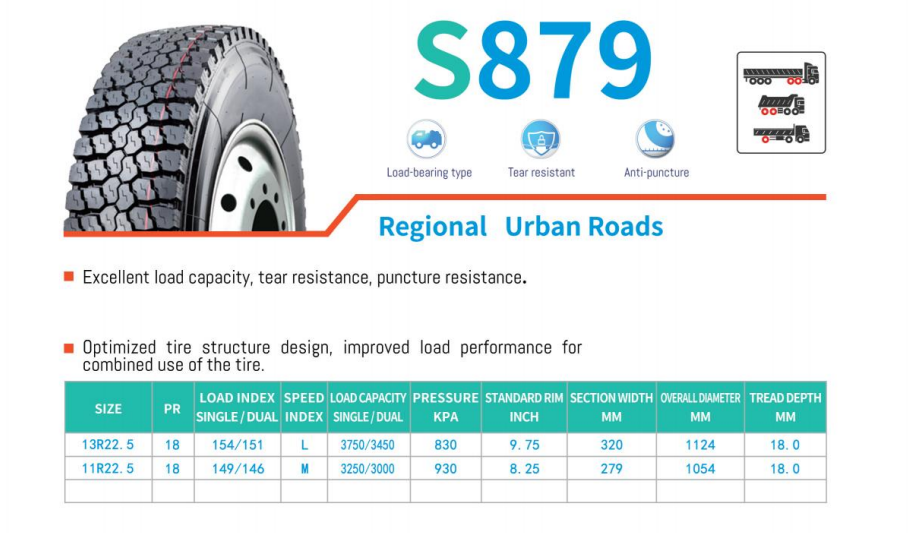 S879
Load-bearing type
Tear resistant
Anti-puncture
Regional Urban Roads
Excellent load capacity, tear resistance, puncture resistance.
Optimized tire structure design, improved load performance for
combined use of the tire.
SIZE PR LOAD INDEX SINGLE / DUAL SPEED INDEX LOAD CAPACITY SINGLE / DUAL PRESSURE KPA STANDARD RIM INCH SECTION WIDTH MM OVERALL DIAMETER MM TREAD DEPTH MM
13R22. 5 18 154/151 L 3750/3450 830 9. 75 320 1124 18. 0
11R22. 5 18 149/146 M 3250/3000 930 8. 25 279 1054 18. 0